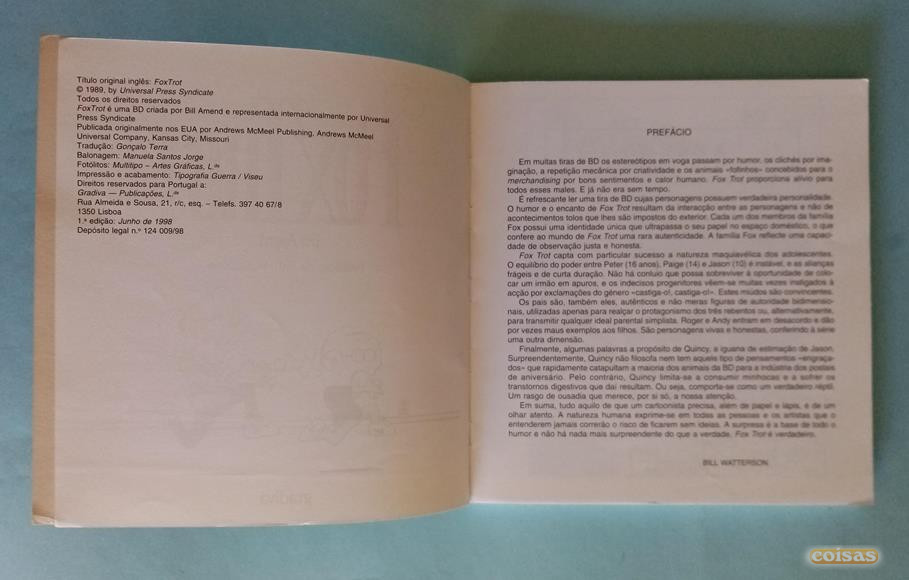 Título original inglês: FoxTrot
© 1989, by Universal Press Syndicate
Todos os direitos reservados
FoxTrot é uma BD criada por Bill Amend e representada internacionalmente por Universal
Press Syndicate
Publicada originalmente nos EUA por Andrews McMeel Publishing, Andrews McMeel
Universal Company, Kansas City, Missouri
Tradução: Gonçalo Terra
Balonagem: Manuela Santos Jorge
Fotólitos: Multitipo – Artes Gráficas, L.da
Impressão e acabamento: Tipografia Guerra / Viseu
Direitos reservados para Portugal a:
Gradiva – Publicações, L.da
Rua Almeida e Sousa, 21, r/c, esq. – Telefs. 397 40 67/8
1350 Lisboa
1.ª edição: Junho de 1998
Depósito legal n.º 124 009/98
PREFÁCIO
Em muitas tiras de BD os estereótipos em voga passam por humor, os clichés por ima-
ginação, a repetição mecânica por criatividade e os animais «fofinhos» concebidos para o
merchandising por bons sentimentos e calor humano. Fox Trot proporciona alívio para
todos esses males. E já não era sem tempo.
É refrescante ler uma tira de BD cujas personagens possuem verdadeira personalidade.
O humor e o encanto de Fox Trot resultam da interacção entre as personagens e não de
acontecimentos tolos que lhes são impostos do exterior. Cada um dos membros da família
Fox possui uma identidade única que ultrapassa o seu papel no espaço doméstico, o que
confere ao mundo de Fox Trot uma rara autenticidade. A família Fox reflecte uma capaci-
dade de observação justa e honesta.
Fox Trot capta com particular sucesso a natureza maquiavélica dos adolescentes.
O equilíbrio do poder entre Peter (16 anos), Paige (14) e Jason (10) é instável, e as alianças
frágeis e de curta duração. Não há conluio que possa sobreviver à oportunidade de colo-
car um irmão em apuros, e os indecisos progenitores vêem-se muitas vezes instigados à
acção por exclamações do género «castiga-o!, castiga-o!». Estes miúdos são convincentes.
Os pais são, também eles, autênticos e não meras figuras de autoridade bidimensio-
nais, utilizadas apenas para realçar o protagonismo dos três rebentos ou, alternativamente,
para transmitir qualquer ideal parental simplista. Roger e Andy entram em desacordo e dão
por vezes maus exemplos aos filhos. São personagens vivas e honestas, conferindo à série
uma outra dimensão.
Finalmente, algumas palavras a propósito de Quincy, a iguana de estimação de Jason.
Surpreendentemente, Quincy não filosofa nem tem aquele tipo de pensamentos «engraça-
dos» que rapidamente catapultam a maioria dos animais da BD para a indústria dos postais
de aniversário. Pelo contrário, Quincy limita-se a consumir minhocas e a sofrer os
transtornos digestivos que daí resultam. Ou seja, comporta-se como um verdadeiro réptil.
Um rasgo de ousadia que merece, por si só, a nossa atenção.
Em suma, tudo aquilo de que um cartoonista precisa, além de papel e lápis, é de um
olhar atento. A natureza humana exprime-se em todas as pessoas e os artistas que o
entenderem jamais correrão o risco de ficarem sem ideias. A surpresa é a base de todo o
humor e não há nada mais surpreendente do que a verdade. Fox Trot é verdadeiro.
BILL WATTERSON
coisas